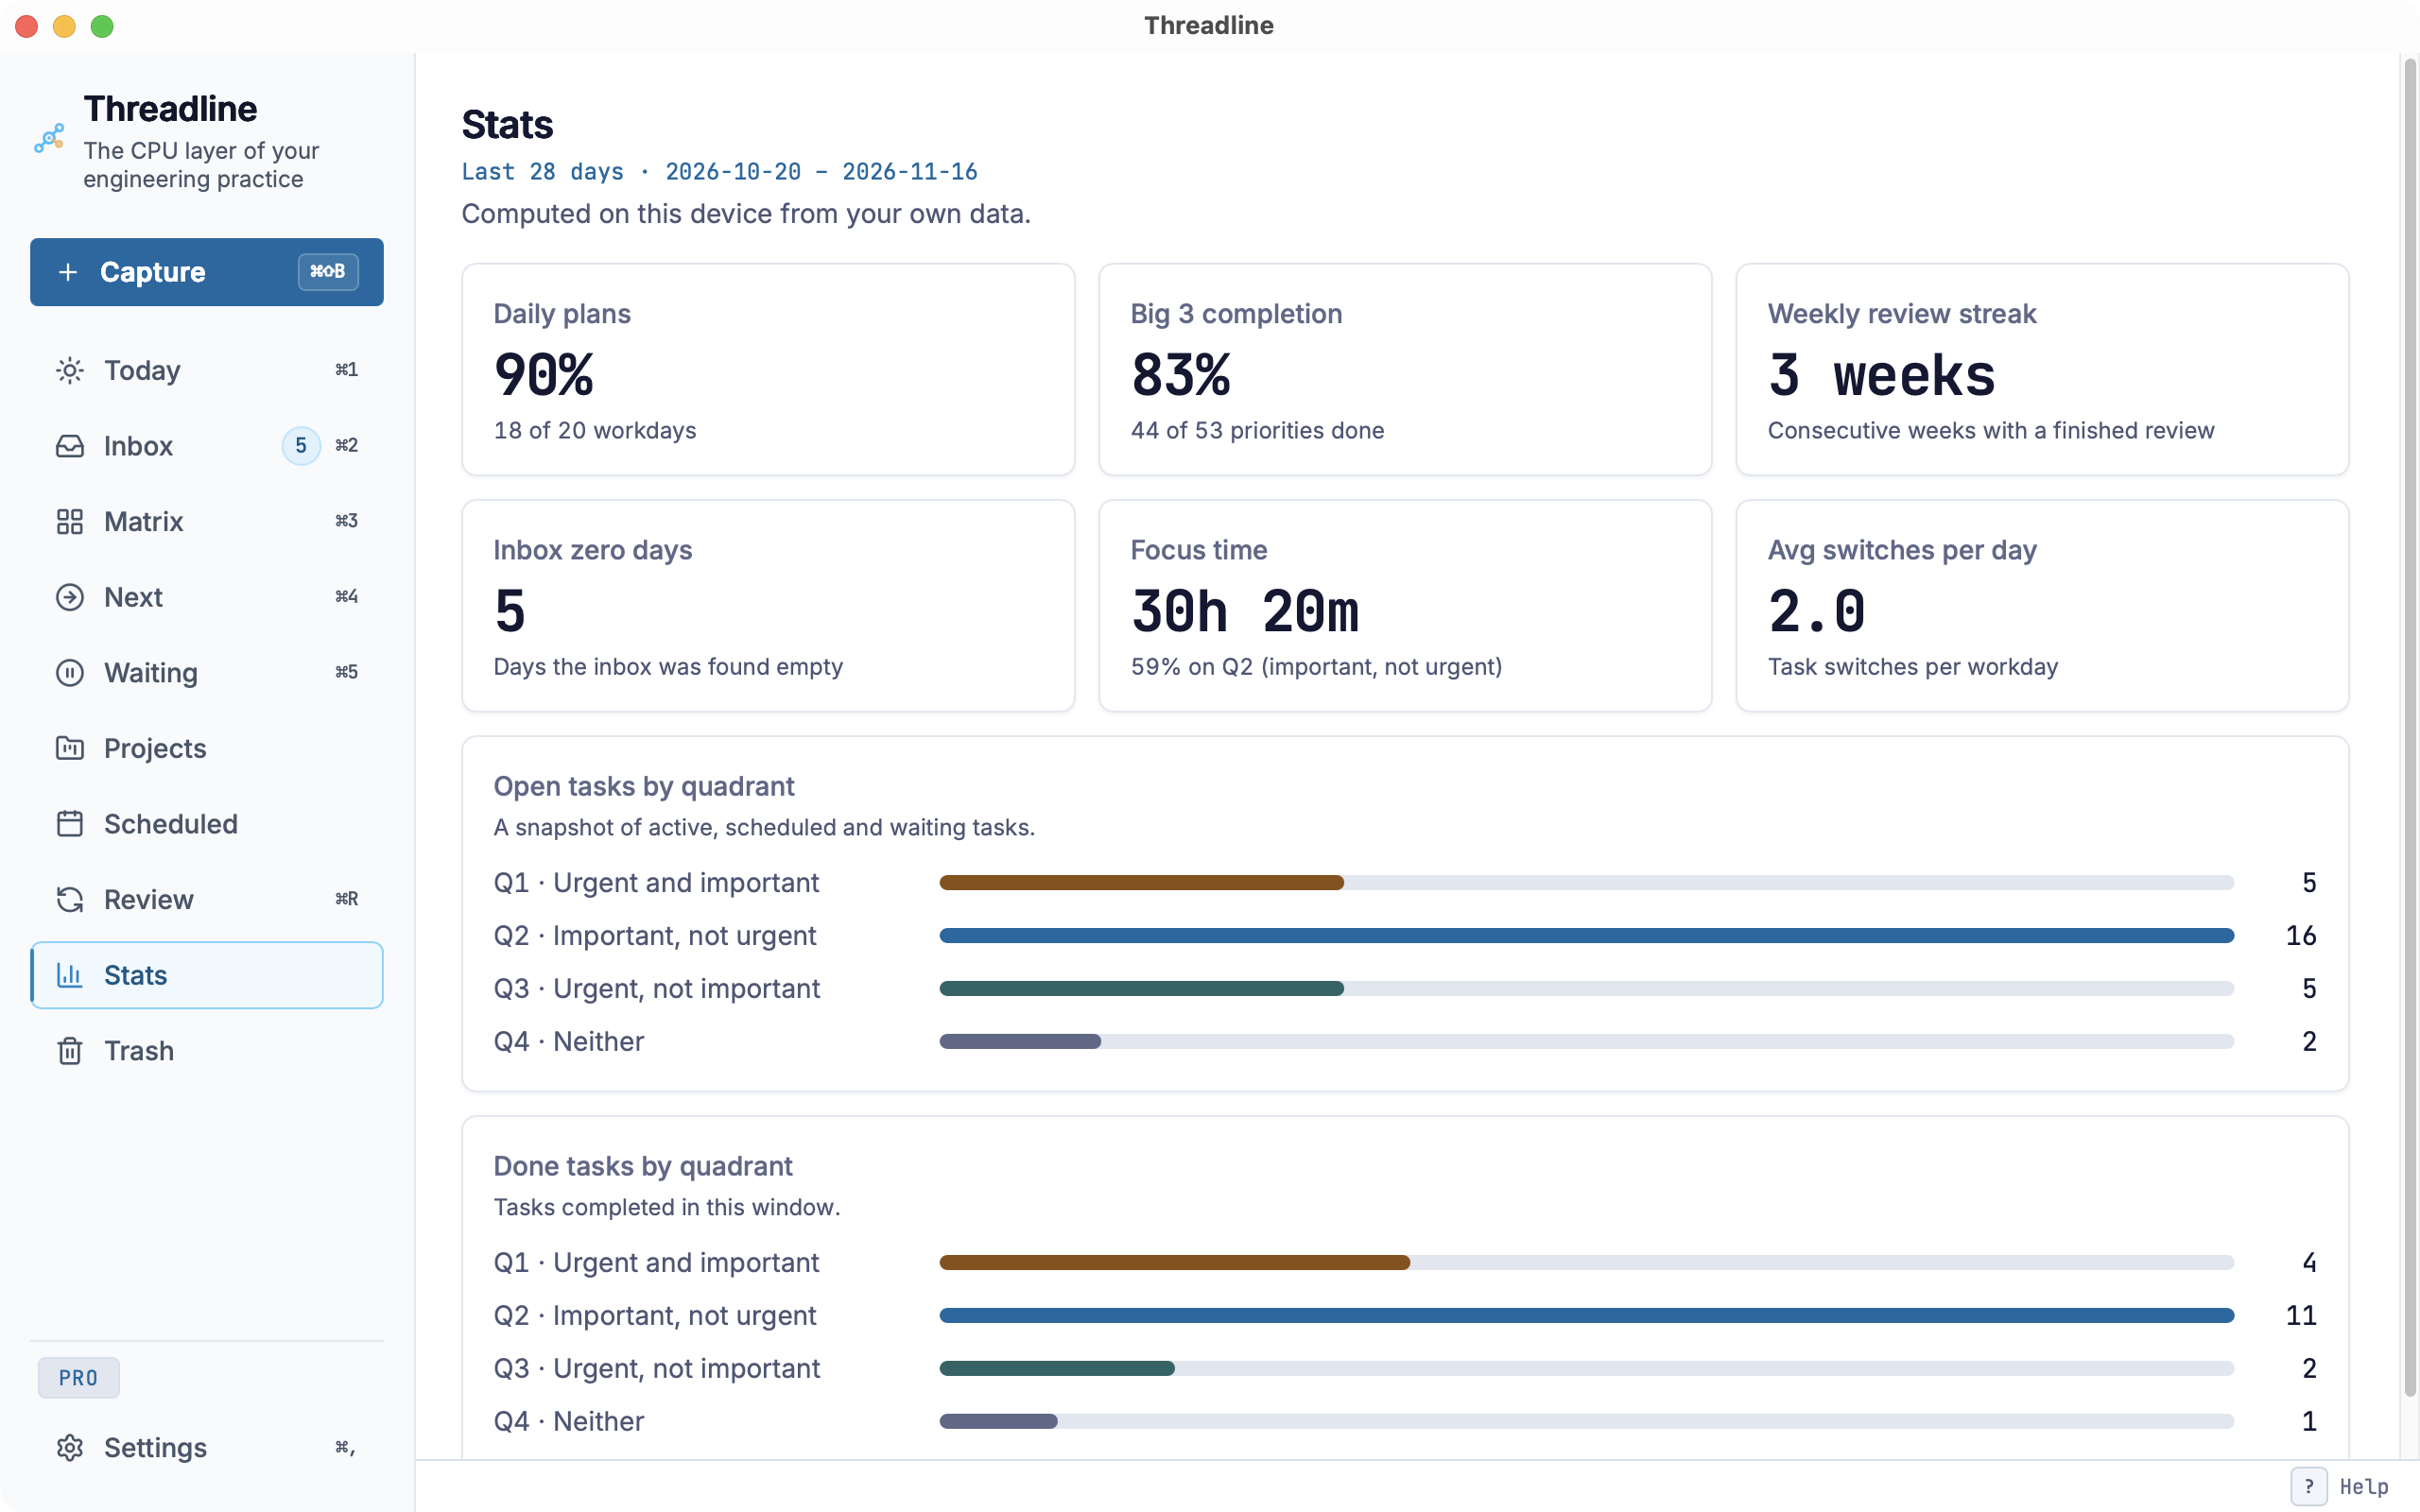 Threadline
Threadline
The CPU layer of your
engineering practice
+ Capture ⌘⇧B
Today ⌘1
Inbox 5 ⌘2
Matrix ⌘3
Next ⌘4
Waiting ⌘5
Projects
Scheduled
Review ⌘R
Stats
Trash
PRO
Settings ⌘,
Stats
Last 28 days · 2026-10-20 – 2026-11-16
Computed on this device from your own data.
Daily plans
90%
18 of 20 workdays
Big 3 completion
83%
44 of 53 priorities done
Weekly review streak
3 weeks
Consecutive weeks with a finished review
Inbox zero days
5
Days the inbox was found empty
Focus time
30h 20m
59% on Q2 (important, not urgent)
Avg switches per day
2.0
Task switches per workday
Open tasks by quadrant
A snapshot of active, scheduled and waiting tasks.
Q1 · Urgent and important 5
Q2 · Important, not urgent 16
Q3 · Urgent, not important 5
Q4 · Neither 2
Done tasks by quadrant
Tasks completed in this window.
Q1 · Urgent and important 4
Q2 · Important, not urgent 11
Q3 · Urgent, not important 2
Q4 · Neither 1
? Help